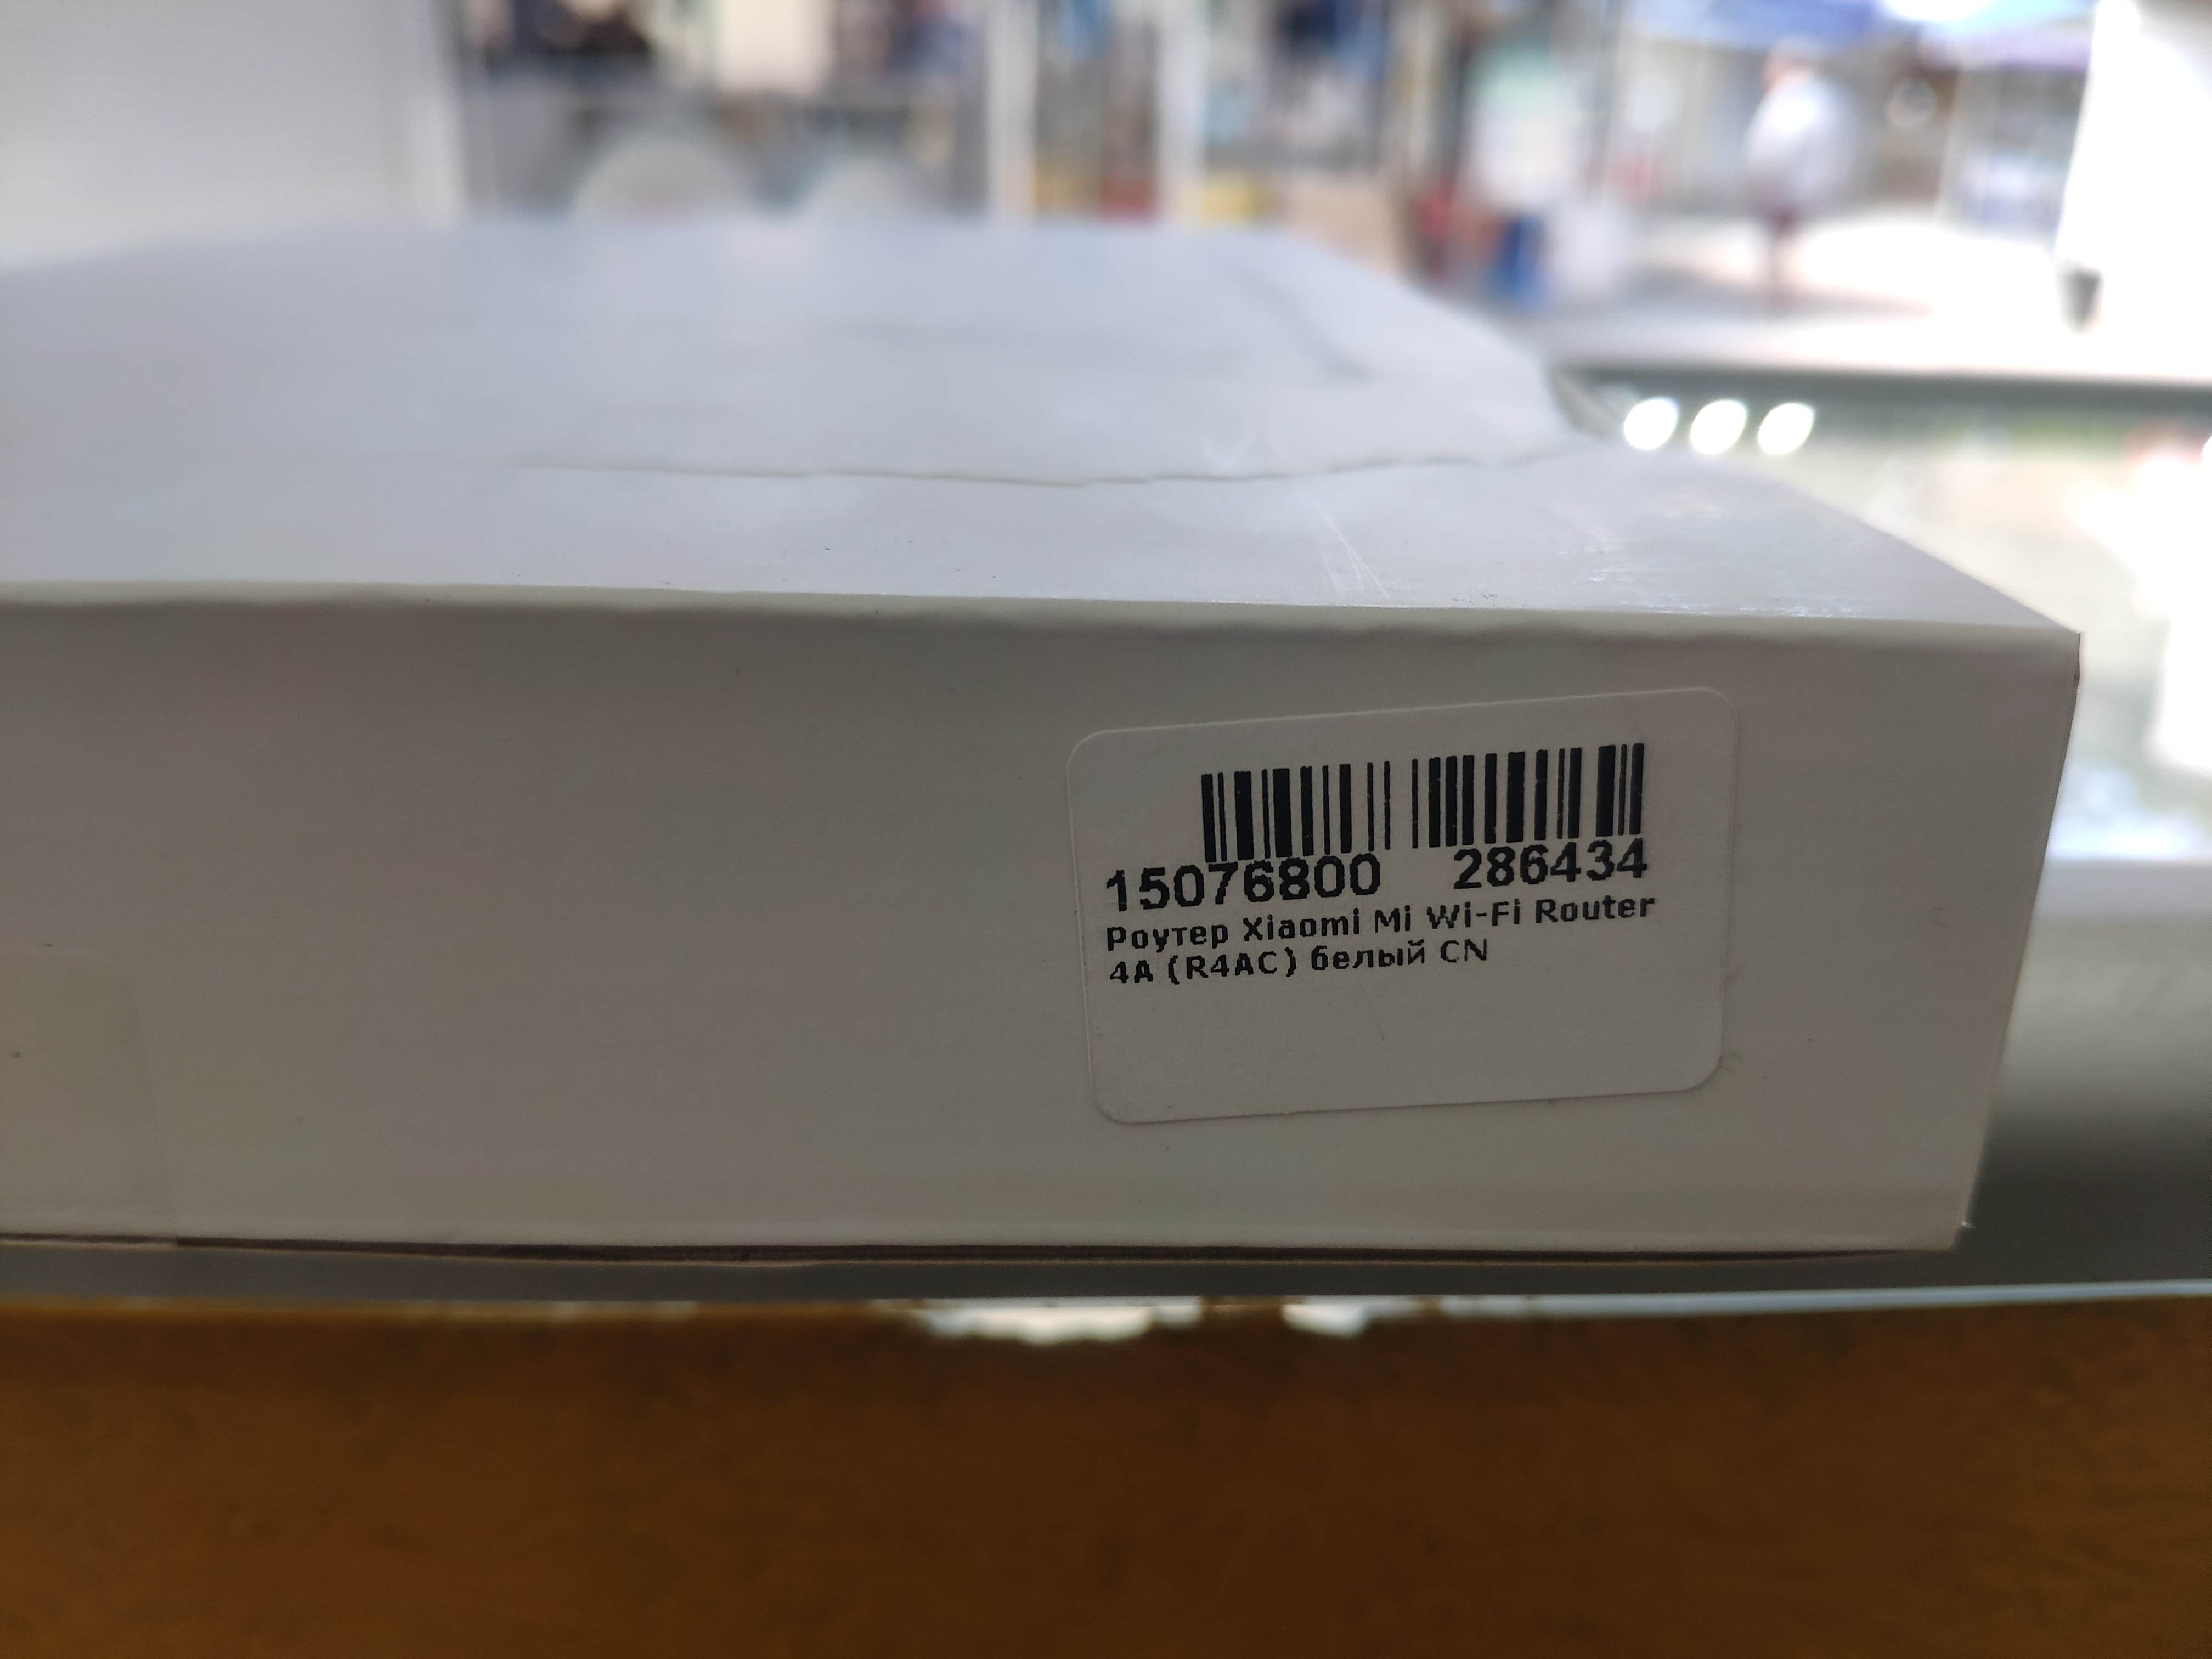 15076800 286434
Роутер Xiaomi Mi Wi-Fi Router
4A (R4AC) белый CN